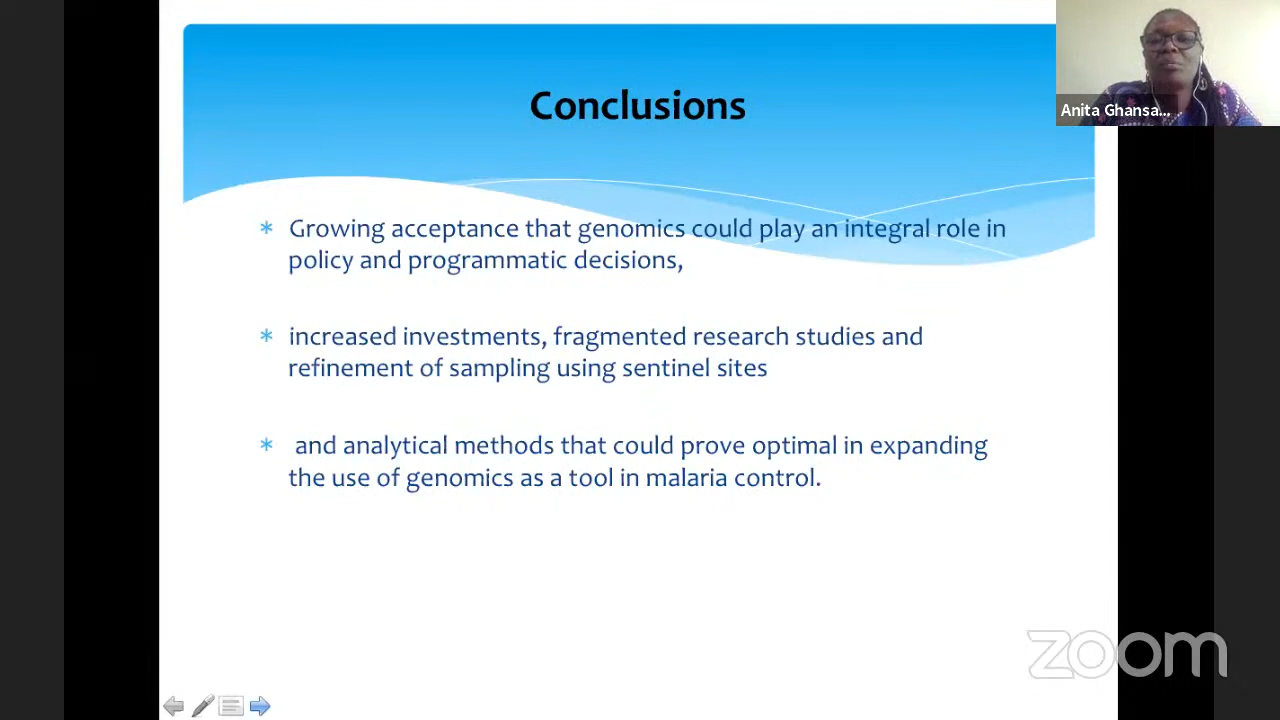 Conclusions
Anita Ghansa...
* Growing acceptance that genomics could play an integral role in
policy and programmatic decisions,
* increased investments, fragmented research studies and
refinement of sampling using sentinel sites
* and analytical methods that could prove optimal in expanding
the use of genomics as a tool in malaria control.
zoom